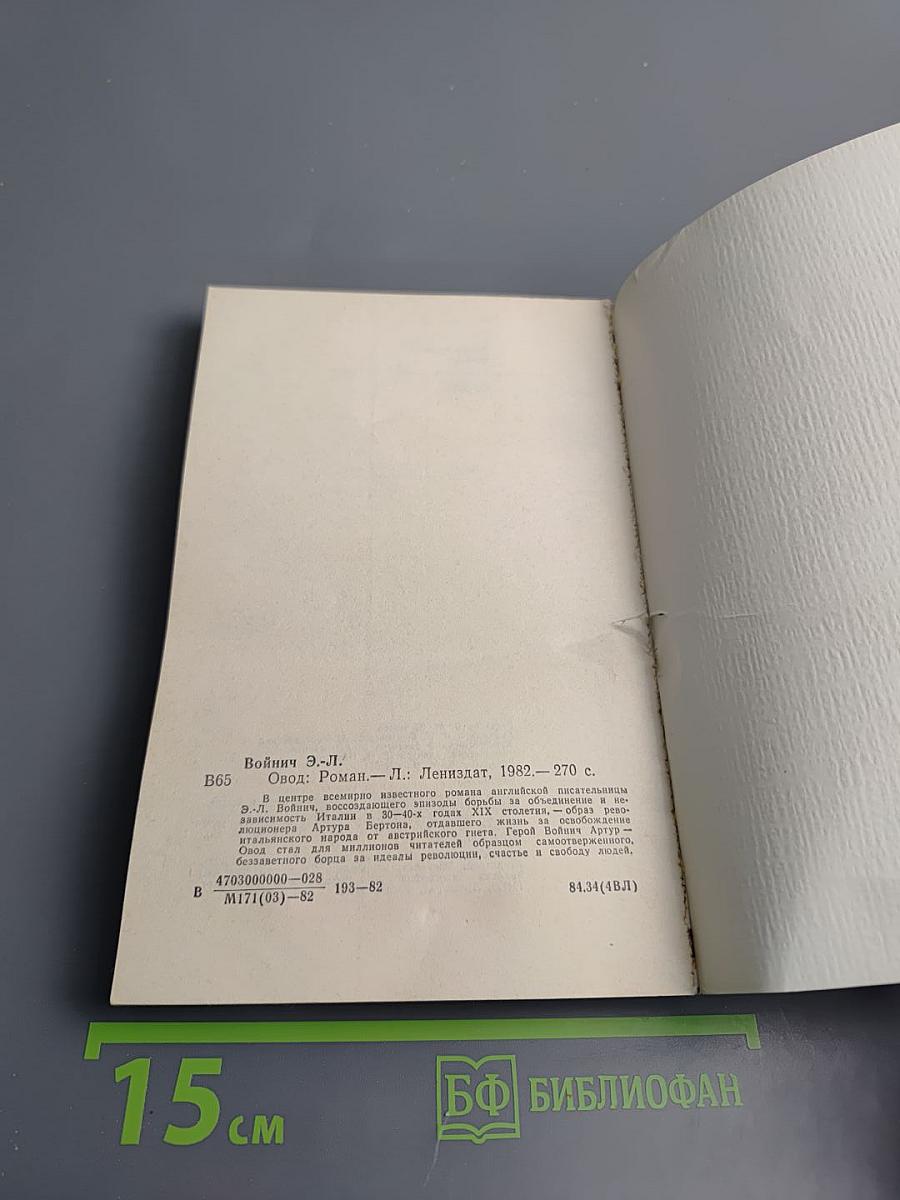 Войнич Э.-Л.
В65 Овод: Роман.— Л.: Лениздат, 1982.— 270 с.
В центре всемирно известного романа английской писательницы
Э.-Л. Войнич, воссоздающего эпизоды борьбы за объединение и не-
зависимость Италии в 30—40-х годах XIX столетия,— образ рево-
люционера Артура Бертона, отдавшего жизнь за освобождение
итальянского народа от австрийского гнета. Герой Войнич Артур —
Овод стал для миллионов читателей образцом самоотверженного,
беззаветного борца за идеалы революции, счастье и свободу людей.
В 4703000000—028 193—82 84.34(4ВЛ)
М171(03)—82
15 см
БФ БИБЛИОФАН